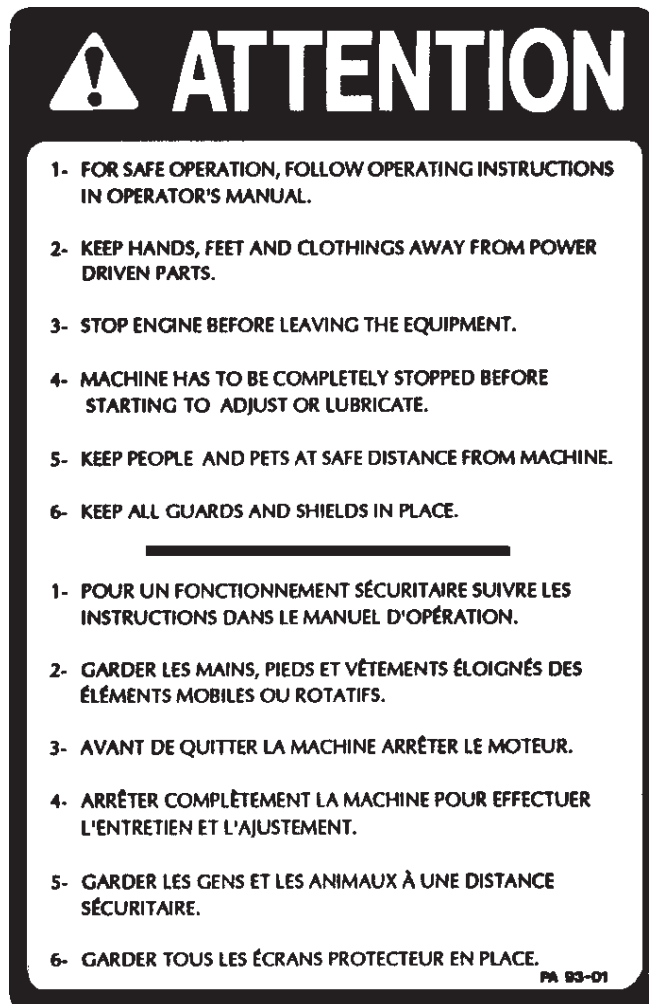 ATTENTION
1- FOR SAFE OPERATION, FOLLOW OPERATING INSTRUCTIONS
IN OPERATOR'S MANUAL.
2- KEEP HANDS, FEET AND CLOTHINGS AWAY FROM POWER
DRIVEN PARTS.
3- STOP ENGINE BEFORE LEAVING THE EQUIPMENT.
4- MACHINE HAS TO BE COMPLETELY STOPPED BEFORE
STARTING TO ADJUST OR LUBRICATE.
5- KEEP PEOPLE AND PETS AT SAFE DISTANCE FROM MACHINE.
6- KEEP ALL GUARDS AND SHIELDS IN PLACE.
1- POUR UN FONCTIONNEMENT SÉCURITAIRE SUIVRE LES
INSTRUCTIONS DANS LE MANUEL D'OPÉRATION.
2- GARDER LES MAINS, PIEDS ET VÊTEMENTS ÉLOIGNÉS DES
ÉLÉMENTS MOBILES OU ROTATIFS.
3- AVANT DE QUITTER LA MACHINE ARRÊTER LE MOTEUR.
4- ARRÊTER COMPLÈTEMENT LA MACHINE POUR EFFECTUER
L'ENTRETIEN ET L'AJUSTEMENT.
5- GARDER LES GENS ET LES ANIMAUX À UNE DISTANCE
SÉCURITAIRE.
6- GARDER TOUS LES ÉCRANS PROTECTEUR EN PLACE.
PA 93-01